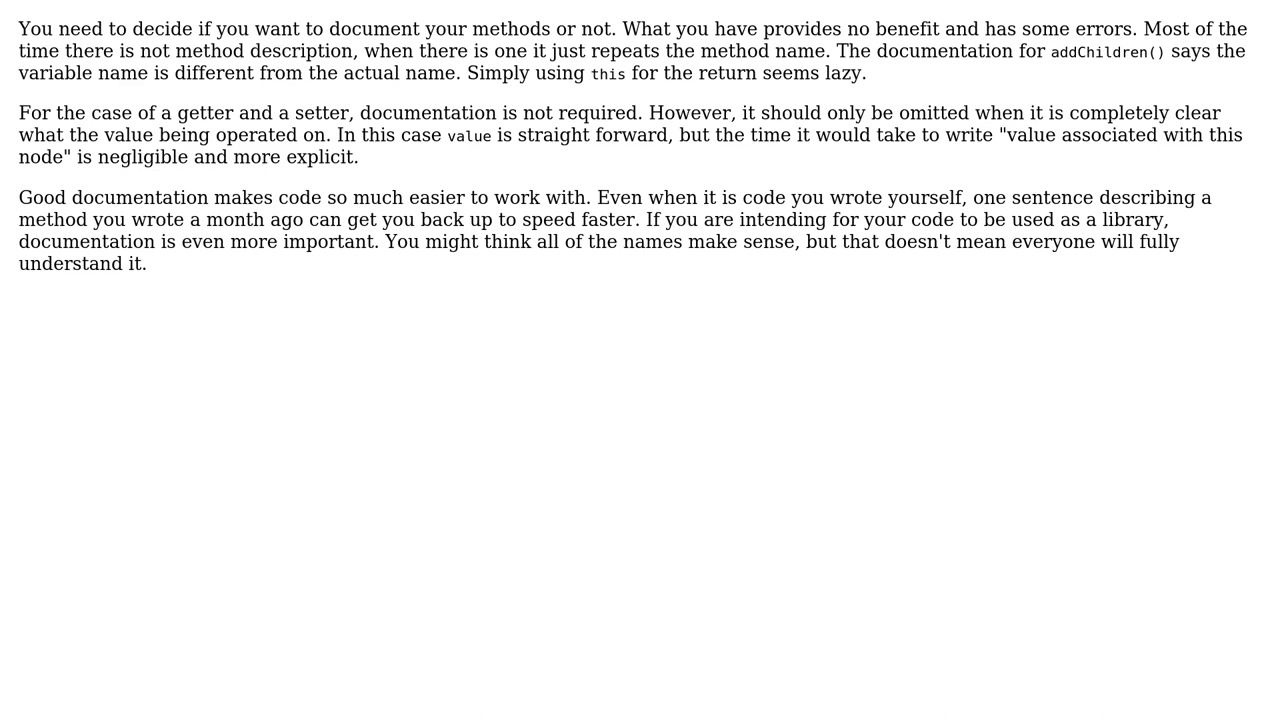 You need to decide if you want to document your methods or not. What you have provides no benefit and has some errors. Most of the
time there is not method description, when there is one it just repeats the method name. The documentation for addChildren() says the
variable name is different from the actual name. Simply using this for the return seems lazy.
For the case of a getter and a setter, documentation is not required. However, it should only be omitted when it is completely clear
what the value being operated on. In this case value is straight forward, but the time it would take to write "value associated with this
node" is negligible and more explicit.
Good documentation makes code so much easier to work with. Even when it is code you wrote yourself, one sentence describing a
method you wrote a month ago can get you back up to speed faster. If you are intending for your code to be used as a library,
documentation is even more important. You might think all of the names make sense, but that doesn't mean everyone will fully
understand it.